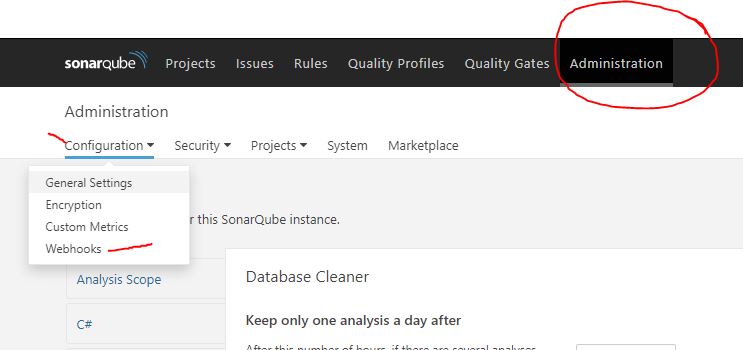 sonarqube Projects Issues Rules Quality Profiles Quality Gates Administration
Administration
Configuration Security Projects System Marketplace
General Settings
Encryption
Custom Metrics
r this SonarQube instance.
Webhooks
Analysis Scope
Database Cleaner
C#
Keep only one analysis a day after
After this number of hours, if there are several analyses